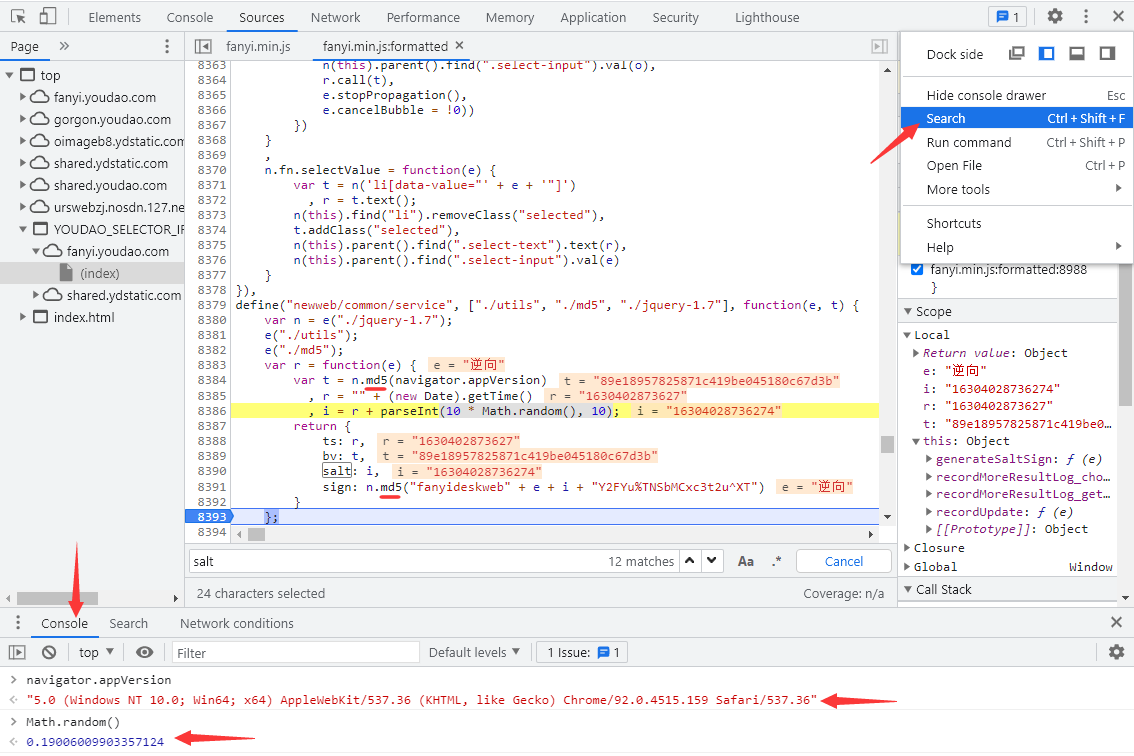 Elements Console Sources Network Performance Memory Application Security Lighthouse 1
Page fanyi.min.js fanyi.min.js:formatted
top
fanyi.youdao.com
gorgon.youdao.com
oimageb8.ydstatic.com
shared.ydstatic.com
shared.youdao.com
urswebzj.nosdn.127.ne
YOUDAO_SELECTOR_IF
fanyi.youdao.com
(index)
shared.ydstatic.com
index.html
8363 n(this).parent().find(".select-input").val(o),
8364 r.call(t),
8365 e.stopPropagation(),
8366 e.cancelBubble = !0))
8367 })
8368 }
8369 ,
8370 n.fn.selectValue = function(e) {
8371 var t = n('li[data-value="' + e + '"]')
8372 , r = t.text();
8373 n(this).find("li").removeClass("selected"),
8374 t.addClass("selected"),
8375 n(this).parent().find(".select-text").text(r),
8376 n(this).parent().find(".select-input").val(e)
8377 }
8378 }),
8379 define("newweb/common/service", ["./utils", "./md5", "./jquery-1.7"], function(e, t) {
8380 var n = e("./jquery-1.7");
8381 e("./utils");
8382 e("./md5");
8383 var r = function(e) { e = "逆向"
8384 var t = n.md5(navigator.appVersion) t = "89e18957825871c419be045180c67d3b"
8385 , r = "" + (new Date).getTime() r = "1630402873627"
8386 , i = r + parseInt(10 * Math.random(), 10); i = "16304028736274"
8387 return {
8388 ts: r, r = "1630402873627"
8389 bv: t, t = "89e18957825871c419be045180c67d3b"
8390 salt: i, i = "16304028736274"
8391 sign: n.md5("fanyideskweb" + e + i + "Y2FYu%TNSbMCxc3t2u^XT") e = "逆向"
8392 }
8393 };
8394
salt 12 matches Aa .* Cancel
24 characters selected Coverage: n/a
Dock side
Hide console drawer Esc
Search Ctrl + Shift + F
Run command Ctrl + Shift + P
Open File Ctrl + P
More tools
Shortcuts
Help
fanyi.min.js:formatted:8988
}
Scope
Local
Return value: Object
e: "逆向"
i: "16304028736274"
r: "1630402873627"
t: "89e18957825871c419be0…
this: Object
generateSaltSign: ƒ (e)
recordMoreResultLog_cho…
recordMoreResultLog_get…
recordUpdate: ƒ (e)
[[Prototype]]: Object
Closure
Global Window
Call Stack
Console Search Network conditions
top Filter Default levels 1 Issue: 1
navigator.appVersion
"5.0 (Windows NT 10.0; Win64; x64) AppleWebKit/537.36 (KHTML, like Gecko) Chrome/92.0.4515.159 Safari/537.36"
Math.random()
0.19006009903357124